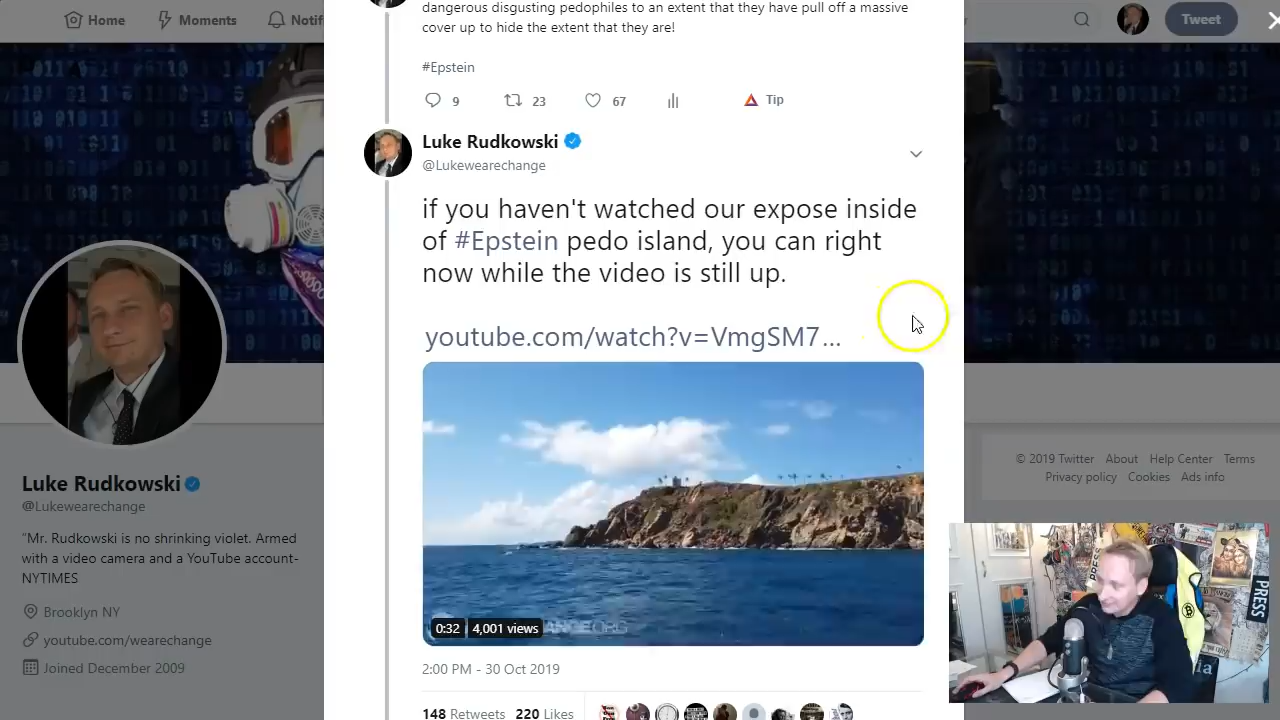 Home
Moments
Notif
Tweet
dangerous disgusting pedophiles to an extent that they have pull off a massive
cover up to hide the extent that they are!
#Epstein
9
23
67
Tip
Luke Rudkowski
@Lukewearechange
if you haven't watched our expose inside
of #Epstein pedo island, you can right
now while the video is still up.
youtube.com/watch?v=VmgSM7...
0:32
4,001 views
ANGE.ORG
2:00 PM - 30 Oct 2019
148 Retweets 220 Likes
Luke Rudkowski
@Lukewearechange
"Mr. Rudkowski is no shrinking violet. Armed
with a video camera and a YouTube account-
NYTIMES
Brooklyn NY
youtube.com/wearechange
Joined December 2009
© 2019 Twitter About Help Center Terms
Privacy policy Cookies Ads info
PRESS
PRESS